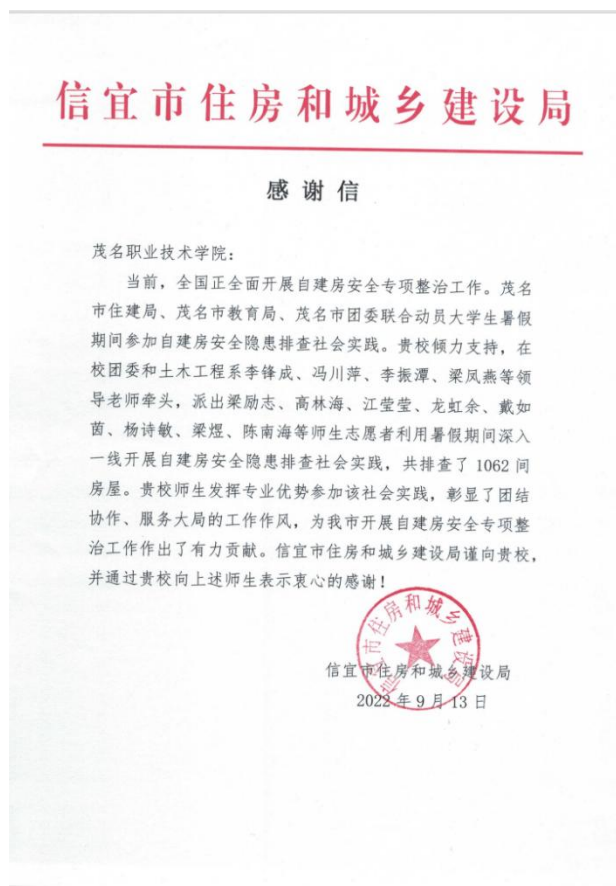 信宜市住房和城乡建设局
感谢信
茂名职业技术学院：
当前，全国正全面开展自建房安全专项整治工作。茂名
市住建局、茂名市教育局、茂名市团委联合动员大学生暑假
期间参加自建房安全隐患排查社会实践。贵校倾力支持，在
校团委和土木工程系李锋成、冯川萍、李振潭、梁凤燕等领
导老师牵头，派出梁励志、高林海、江莹莹、龙虹余、戴如
茵、杨诗敏、梁煜、陈南海等师生志愿者利用暑假期间深入
一线开展自建房安全隐患排查社会实践，共排查了 1062 间
房屋。贵校师生发挥专业优势参加该社会实践，彰显了团结
协作、服务大局的工作作风，为我市开展自建房安全专项整
治工作作出了有力贡献。信宜市住房和城乡建设局谨向贵校，
并通过贵校向上述师生表示衷心的感谢！
信宜市住房和城乡建设局
信宜市住房和城乡建设局
2022 年 9 月 13 日